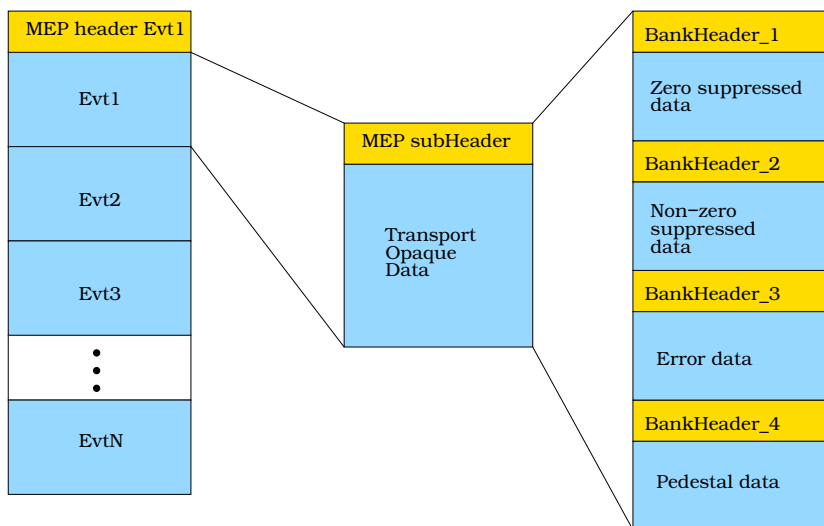 MEP header Evt1
Evt1
Evt2
Evt3
EvtN
MEP subHeader
Transport
Opaque
Data
BankHeader_1
Zero suppressed
data
BankHeader_2
Non−zero
suppressed
data
BankHeader_3
Error data
BankHeader_4
Pedestal data